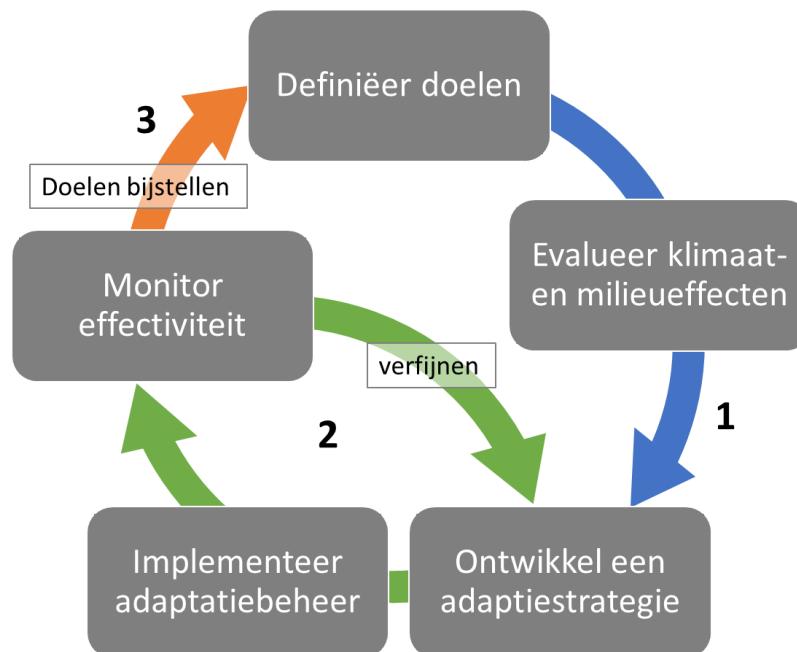 Definiëer doelen
3
Doelen bijstellen
Evalueer klimaat-
en milieueffecten
Monitor
effectiviteit
verfijnen
1
2
Implementeer
adaptatiebeheer
Ontwikkel een
adaptiestrategie